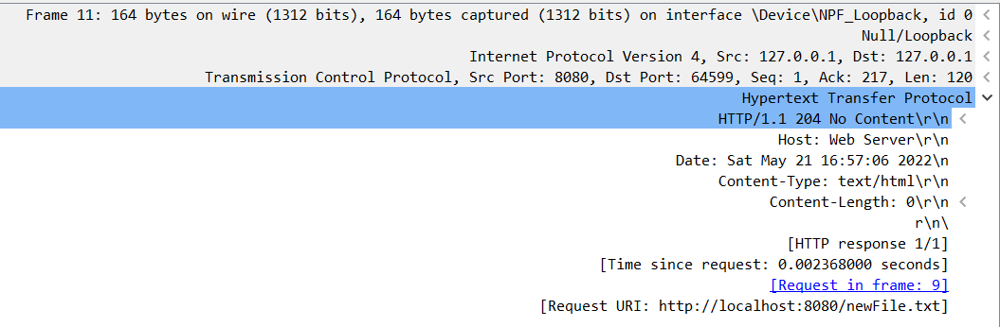 Frame 11: 164 bytes on wire (1312 bits), 164 bytes captured (1312 bits) on interface \Device\NPF_Loopback, id 0
Null/Loopback
Internet Protocol Version 4, Src: 127.0.0.1, Dst: 127.0.0.1
Transmission Control Protocol, Src Port: 8080, Dst Port: 64599, Seq: 1, Ack: 217, Len: 120
Hypertext Transfer Protocol
HTTP/1.1 204 No Content\r\n
Host: Web Server\r\n
Date: Sat May 21 16:57:06 2022\n
Content-Type: text/html\r\n
Content-Length: 0\r\n
r\n\
[HTTP response 1/1]
[Time since request: 0.002368000 seconds]
[Request in frame: 9]
[Request URI: http://localhost:8080/newFile.txt]